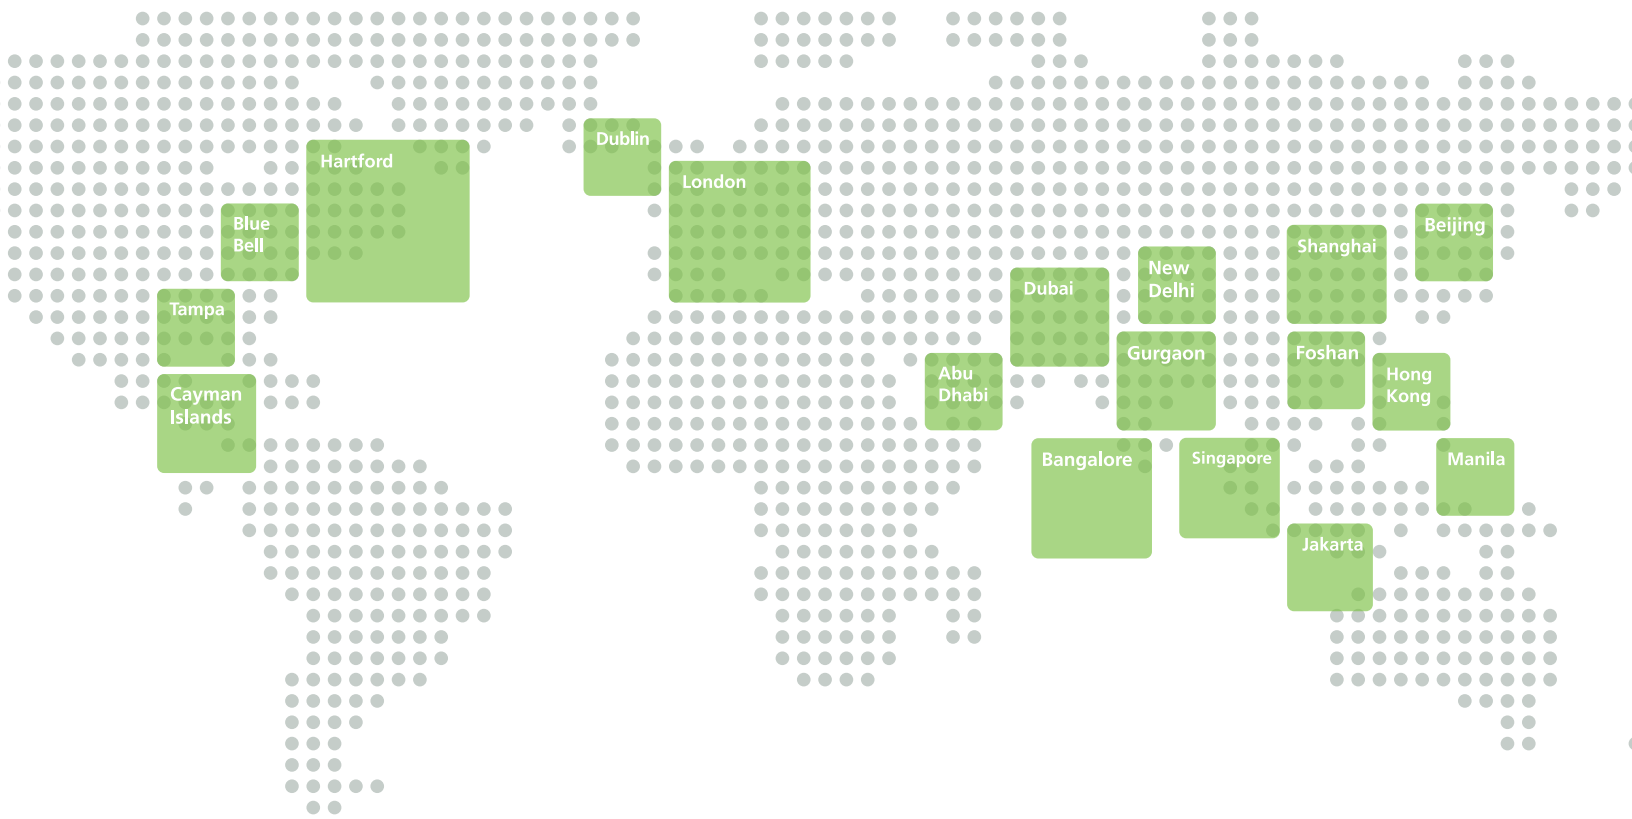 Dublin
Hartford
London
Blue
Bell
Beijing
Shanghai
New
Delhi
Dubai
Tampa
Gurgaon
Foshan
Abu
Dhabi
Hong
Kong
Cayman
Islands
Bangalore
Singapore
Manila
Jakarta